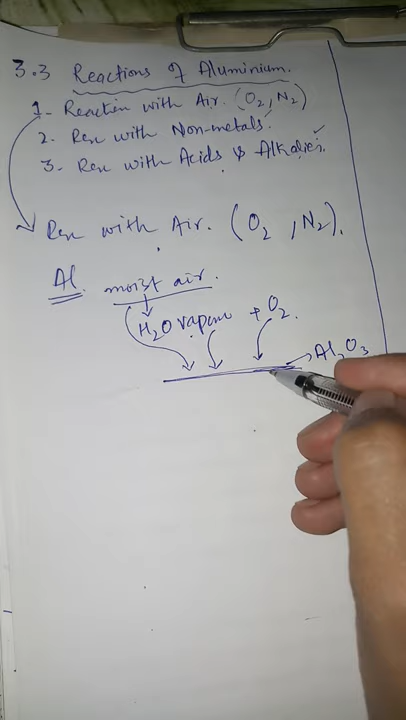 3.3 Reactions of Aluminium.
1- Reaction with Air. (O2, N2)
2. Rxn with Non-metals.
3- Rxn with Acids & Alkalies.
Rxn with Air. (O2, N2).
Al moist air.
H2O vapour + O2.
Al2O3